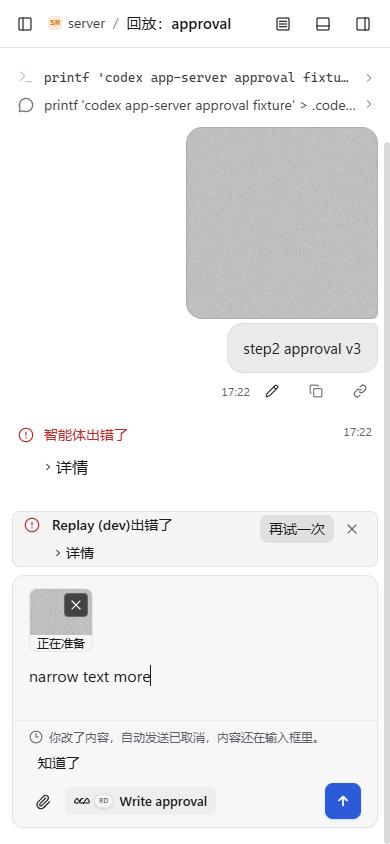 SR server / 回放：approval
printf 'codex app-server approval fixtu…
printf 'codex app-server approval fixture' > .code…
step2 approval v3
17:22
智能体出错了 17:22
详情
Replay (dev)出错了 再试一次
详情
正在准备
narrow text more
你改了内容，自动发送已取消，内容还在输入框里。
知道了
RD Write approval